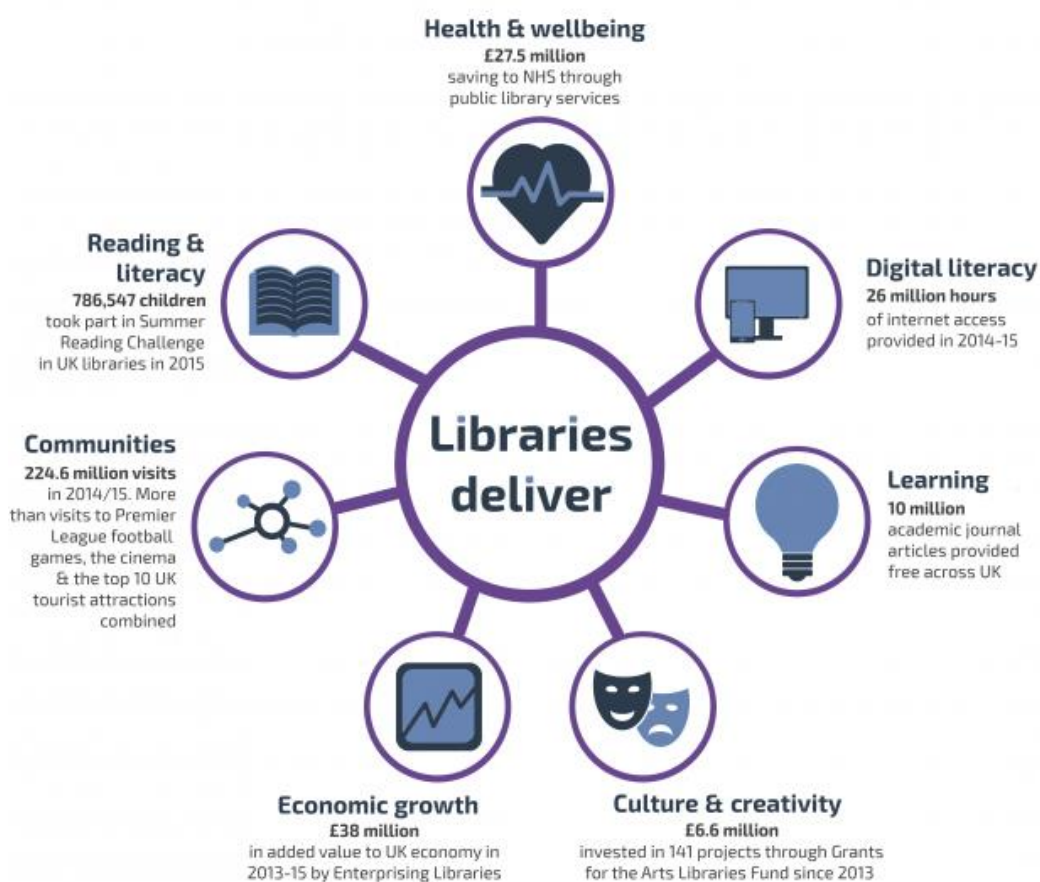 Health & wellbeing
£27.5 million
saving to NHS through
public library services
Reading &
literacy
786,547 children
took part in Summer
Reading Challenge
in UK libraries in 2015
Digital literacy
26 million hours
of internet access
provided in 2014-15
Libraries
deliver
Communities
224.6 million visits
in 2014/15. More
than visits to Premier
League football
games, the cinema
& the top 10 UK
tourist attractions
combined
Learning
10 million
academic journal
articles provided
free across UK
Economic growth
£38 million
in added value to UK economy in
2013-15 by Enterprising Libraries
Culture & creativity
£6.6 million
invested in 141 projects through Grants
for the Arts Libraries Fund since 2013